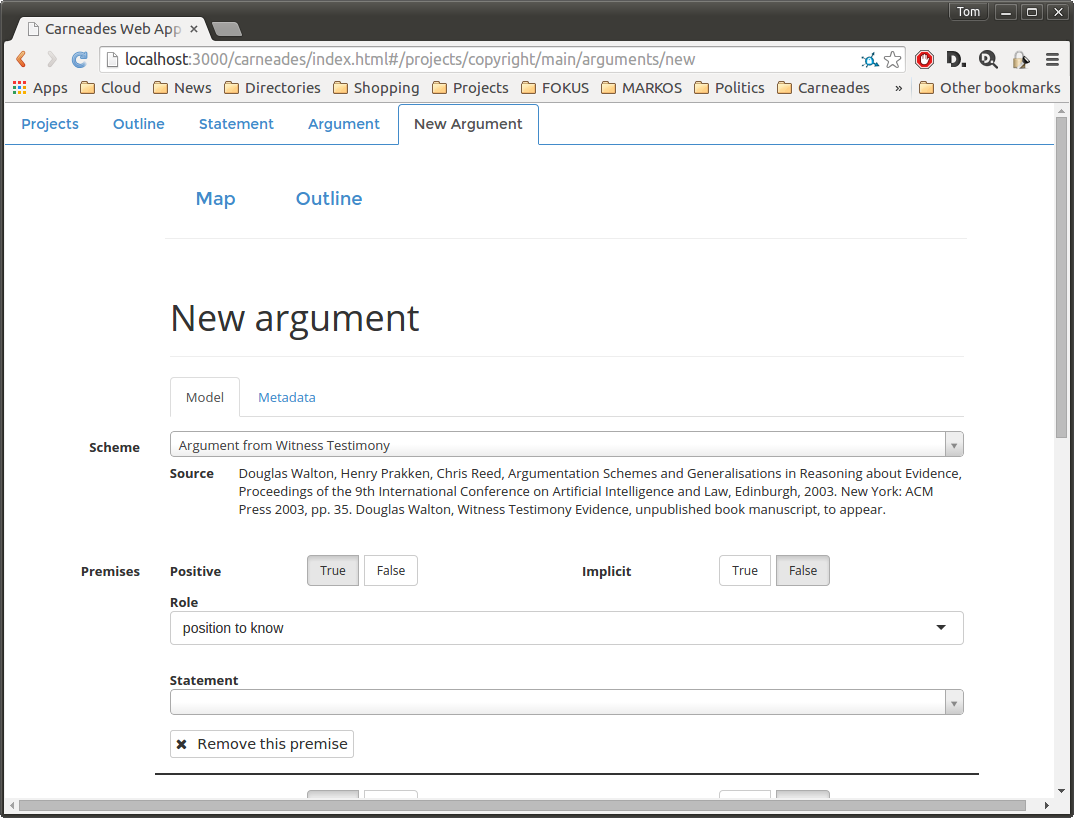 Tom
Carneades Web App
localhost:3000/carneades/index.html#/projects/copyright/main/arguments/new
D.
Apps Cloud News Directories Shopping Projects FOKUS MARKOS Politics Carneades » Other bookmarks
Projects Outline Statement Argument New Argument
Map Outline
New argument
Model Metadata
Scheme Argument from Witness Testimony
Source Douglas Walton, Henry Prakken, Chris Reed, Argumentation Schemes and Generalisations in Reasoning about Evidence,
Proceedings of the 9th International Conference on Artificial Intelligence and Law, Edinburgh, 2003. New York: ACM
Press 2003, pp. 35. Douglas Walton, Witness Testimony Evidence, unpublished book manuscript, to appear.
Premises Positive True False Implicit True False
Role
position to know
Statement
Remove this premise